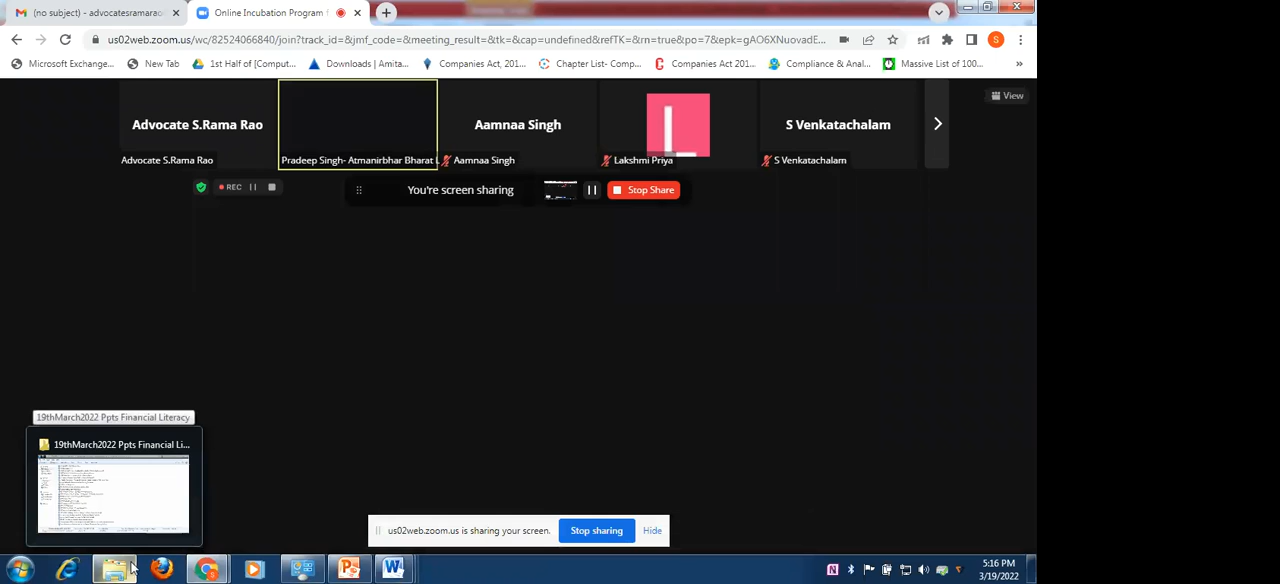 (no subject) - advocatesramarao
Online Incubation Program f
us02web.zoom.us/wc/82524066840/join?track_id=&jmf_code=&meeting_result=&tk=&cap=undefined&refTK=&rn=true&po=7&epk=gAO6XNuovadE...
S
Microsoft Exchange...
New Tab
1st Half of [Comput...
Downloads | Amita...
Companies Act, 201...
Chapter List- Comp...
Companies Act 201...
Compliance & Anal...
Massive List of 100...
»
View
Advocate S.Rama Rao
Aamnaa Singh
L
S Venkatachalam
Advocate S.Rama Rao
Pradeep Singh- Atmanirbhar Bharat L
Aamnaa Singh
Lakshmi Priya
S Venkatachalam
REC
You're screen sharing
Stop Share
19thMarch2022 Ppts Financial Literacy
19thMarch2022 Ppts Financial Li...
us02web.zoom.us is sharing your screen.
Stop sharing
Hide
5:16 PM
3/19/2022